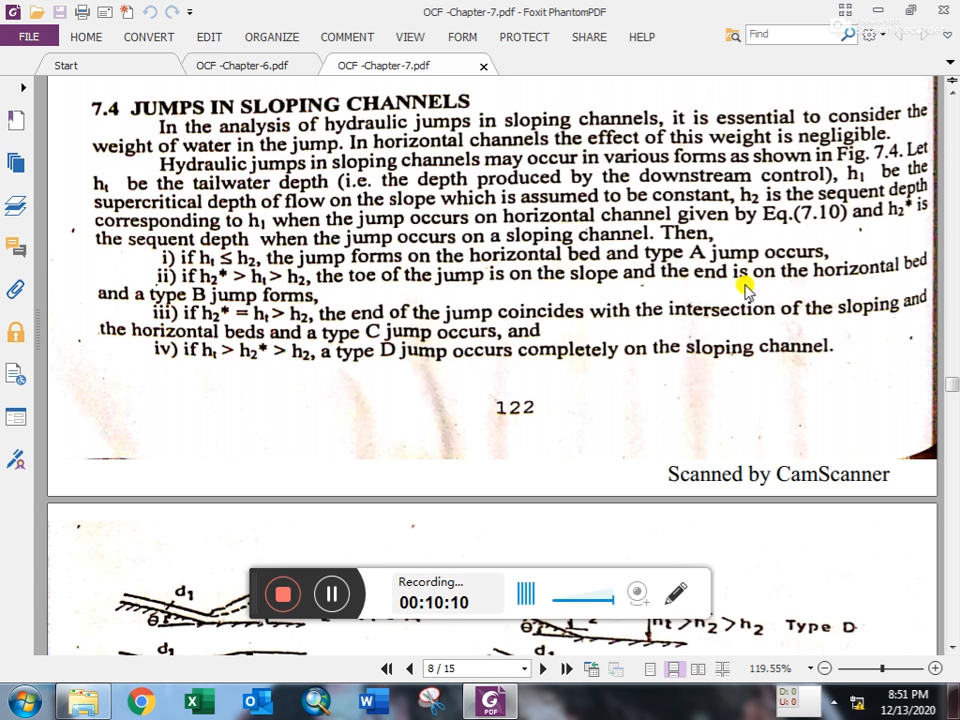 OCF -Chapter-7.pdf - Foxit PhantomPDF
FILE HOME CONVERT EDIT ORGANIZE COMMENT VIEW FORM PROTECT SHARE HELP Find
Start OCF -Chapter-6.pdf OCF -Chapter-7.pdf
7.4 JUMPS IN SLOPING CHANNELS
In the analysis of hydraulic jumps in sloping channels, it is essential to consider the
weight of water in the jump. In horizontal channels the effect of this weight is negligible.
Hydraulic jumps in sloping channels may occur in various forms as shown in Fig. 7.4. Let
hₜ be the tailwater depth (i.e. the depth produced by the downstream control), h₁ be the
supercritical depth of flow on the slope which is assumed to be constant, h₂ is the sequent depth
corresponding to h₁ when the jump occurs on horizontal channel given by Eq.(7.10) and h₂* is
the sequent depth when the jump occurs on a sloping channel. Then,
i) if hₜ ≤ h₂, the jump forms on the horizontal bed and type A jump occurs,
ii) if h₂* > hₜ > h₂, the toe of the jump is on the slope and the end is on the horizontal bed
and a type B jump forms,
iii) if h₂* = hₜ > h₂, the end of the jump coincides with the intersection of the sloping and
the horizontal beds and a type C jump occurs, and
iv) if hₜ > h₂* > h₂, a type D jump occurs completely on the sloping channel.
122
Scanned by CamScanner
d₁
θ
Recording...
00:10:10
θ hₜ>h₂>h₂ Type D
d₁
8 / 15 119.55%
D: 0
U: 0
PDF
8:51 PM
12/13/2020